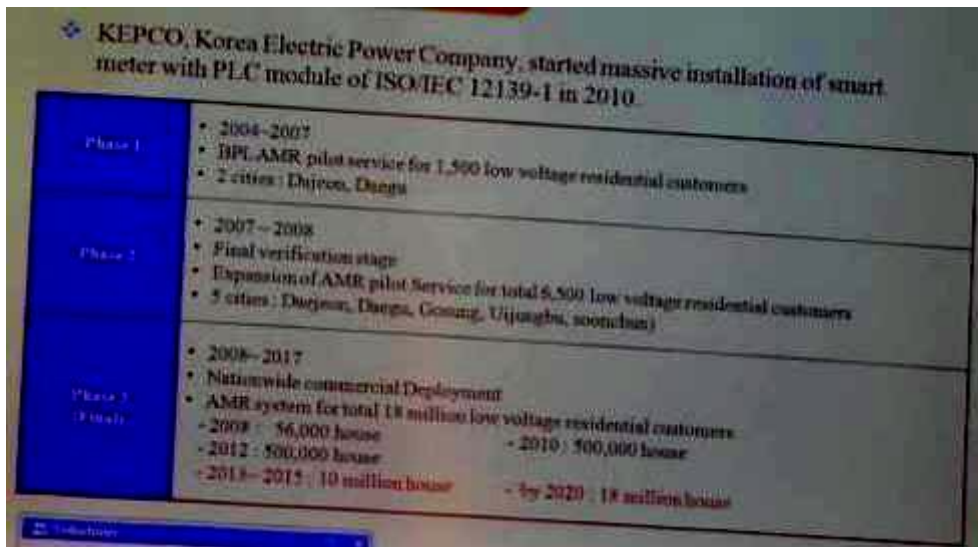 KEPCO, Korea Electric Power Company, started massive installation of smart
meter with PLC module of ISO/IEC 12139-1 in 2010.
Phase 1
• 2004~2007
• BPL AMR pilot service for 1,500 low voltage residential customers
• 2 cities : Dajeon, Daegu
Phase 2
• 2007~2008
• Final verification stage
• Expansion of AMR pilot Service for total 6,500 low voltage residential customers
• 5 cities : Daejeon, Daegu, Gosung, Uijungbu, soonchun)
Phase 3
(Final)
• 2008~2017
• Nationwide commercial Deployment
• AMR system for total 18 million low voltage residential customers
- 2008 : 56,000 house - 2010 : 500,000 house
- 2012 : 500,000 house
- 2013~ 2015 : 10 million house - by 2020 : 18 million house